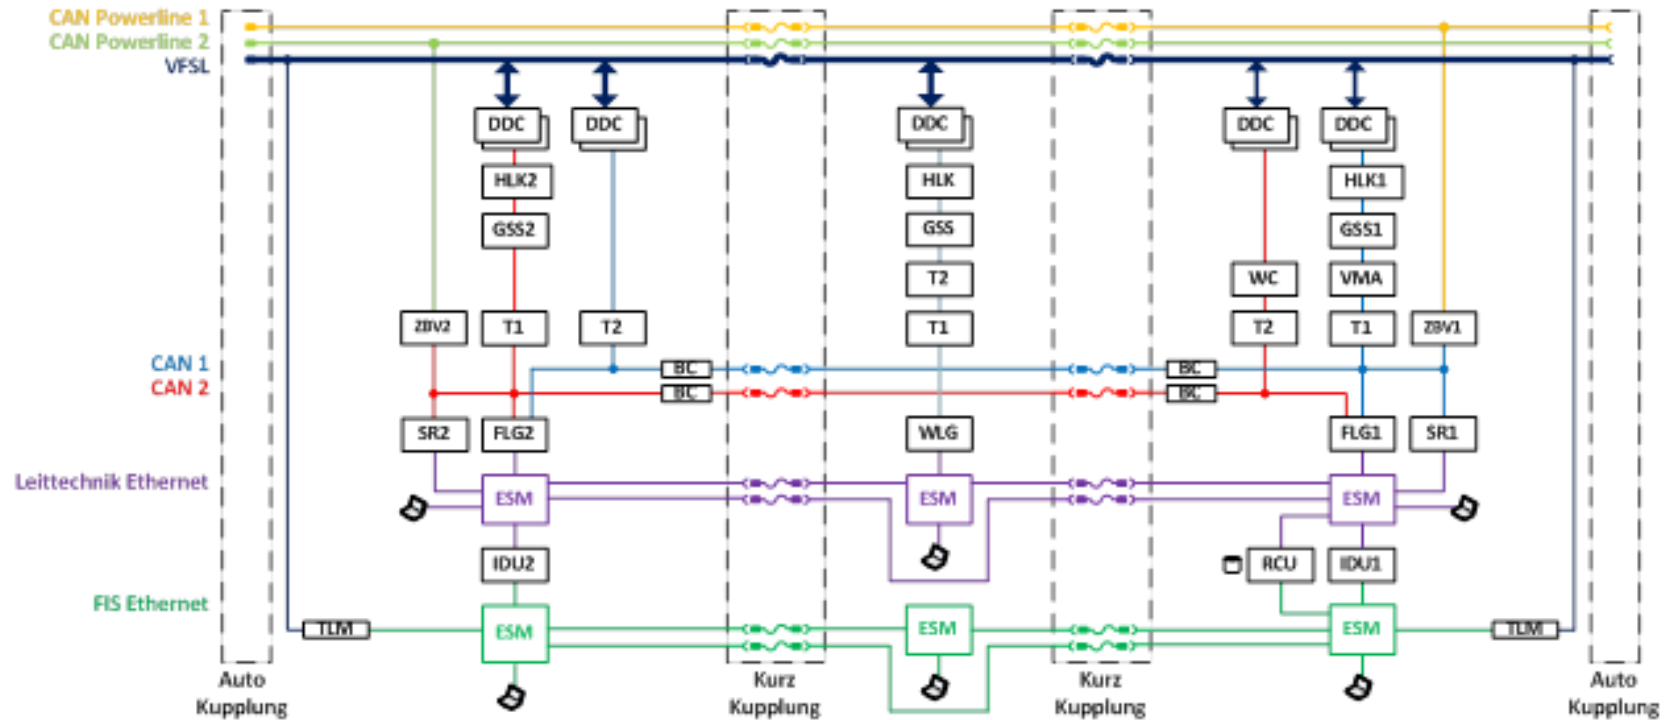 CAN Powerline 1
CAN Powerline 2
VFSL
DDC DDC DDC DDC DDC
HLK2 HLK HLK1
GSS2 GSS GSS1
T2 WC VMA
ZBV2 T1 T2 T1 T2 T1 ZBV1
CAN 1 BC BC
CAN 2 BC BC
SR2 FLG2 WLG FLG1 SR1
Leittechnik Ethernet
ESM ESM ESM
IDU2 RCU IDU1
FIS Ethernet
TLM ESM ESM ESM TLM
Auto
Kupplung
Kurz
Kupplung
Kurz
Kupplung
Auto
Kupplung